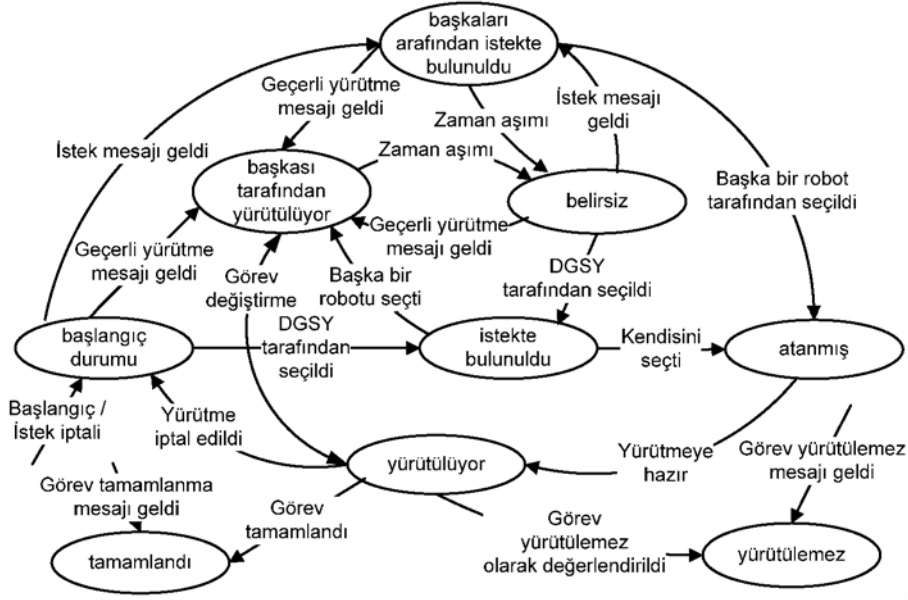 başkaları
arafından istekte
bulunuldu
Geçerli yürütme
mesajı geldi
İstek mesajı
geldi
Zaman aşımı
İstek mesajı geldi
Zaman aşımı
başkası
tarafından
yürütülüyor
belirsiz
Başka bir robot
tarafından seçildi
Geçerli yürütme
mesajı geldi
Geçerli yürütme
mesajı geldi
Görev
değiştirme
Başka bir
robotu seçti
DGSY
tarafından seçildi
başlangıç
durumu
DGSY
tarafından
seçildi
istekte
bulunuldu
Kendisini
seçti
atanmış
Başlangıç /
İstek iptali
Yürütme
iptal edildi
yürütülüyor
Yürütmeye
hazır
Görev yürütülemez
mesajı geldi
Görev tamamlanma
mesajı geldi
Görev
tamamlandı
Görev
yürütülemez
olarak değerlendirildi
tamamlandı
yürütülemez